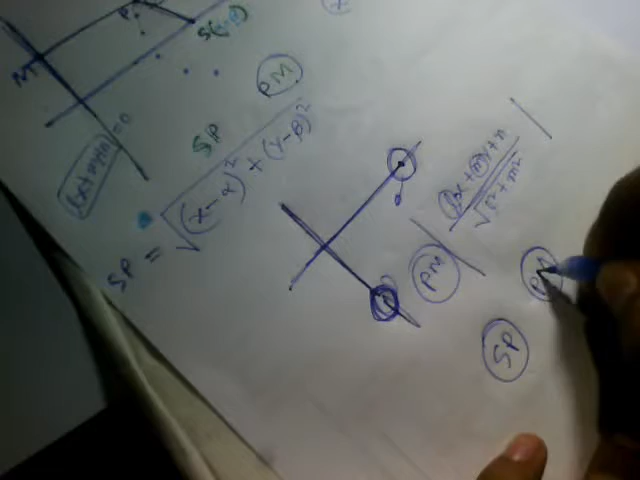 P
S(α,β)
M
PM
lx+my+n=0
SP
SP = √(x-α)² + (y-β)²
PM | lx+my+n / √l²+m² |
PM
SP